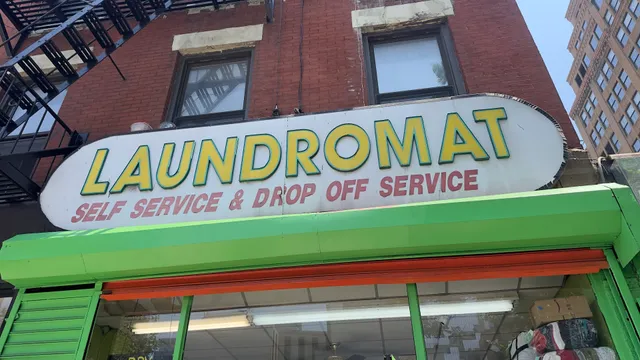 LAUNDROMAT
SELF SERVICE & DROP OFF SERVICE